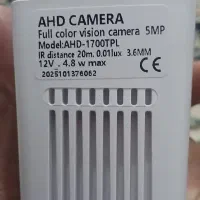 AHD CAMERA
Full color vision camera 5MP
Model:AHD-1700TPL
IR distance 20m. 0.01lux 3.6MM
12V⎓4.8 w max
2025101376062
CE